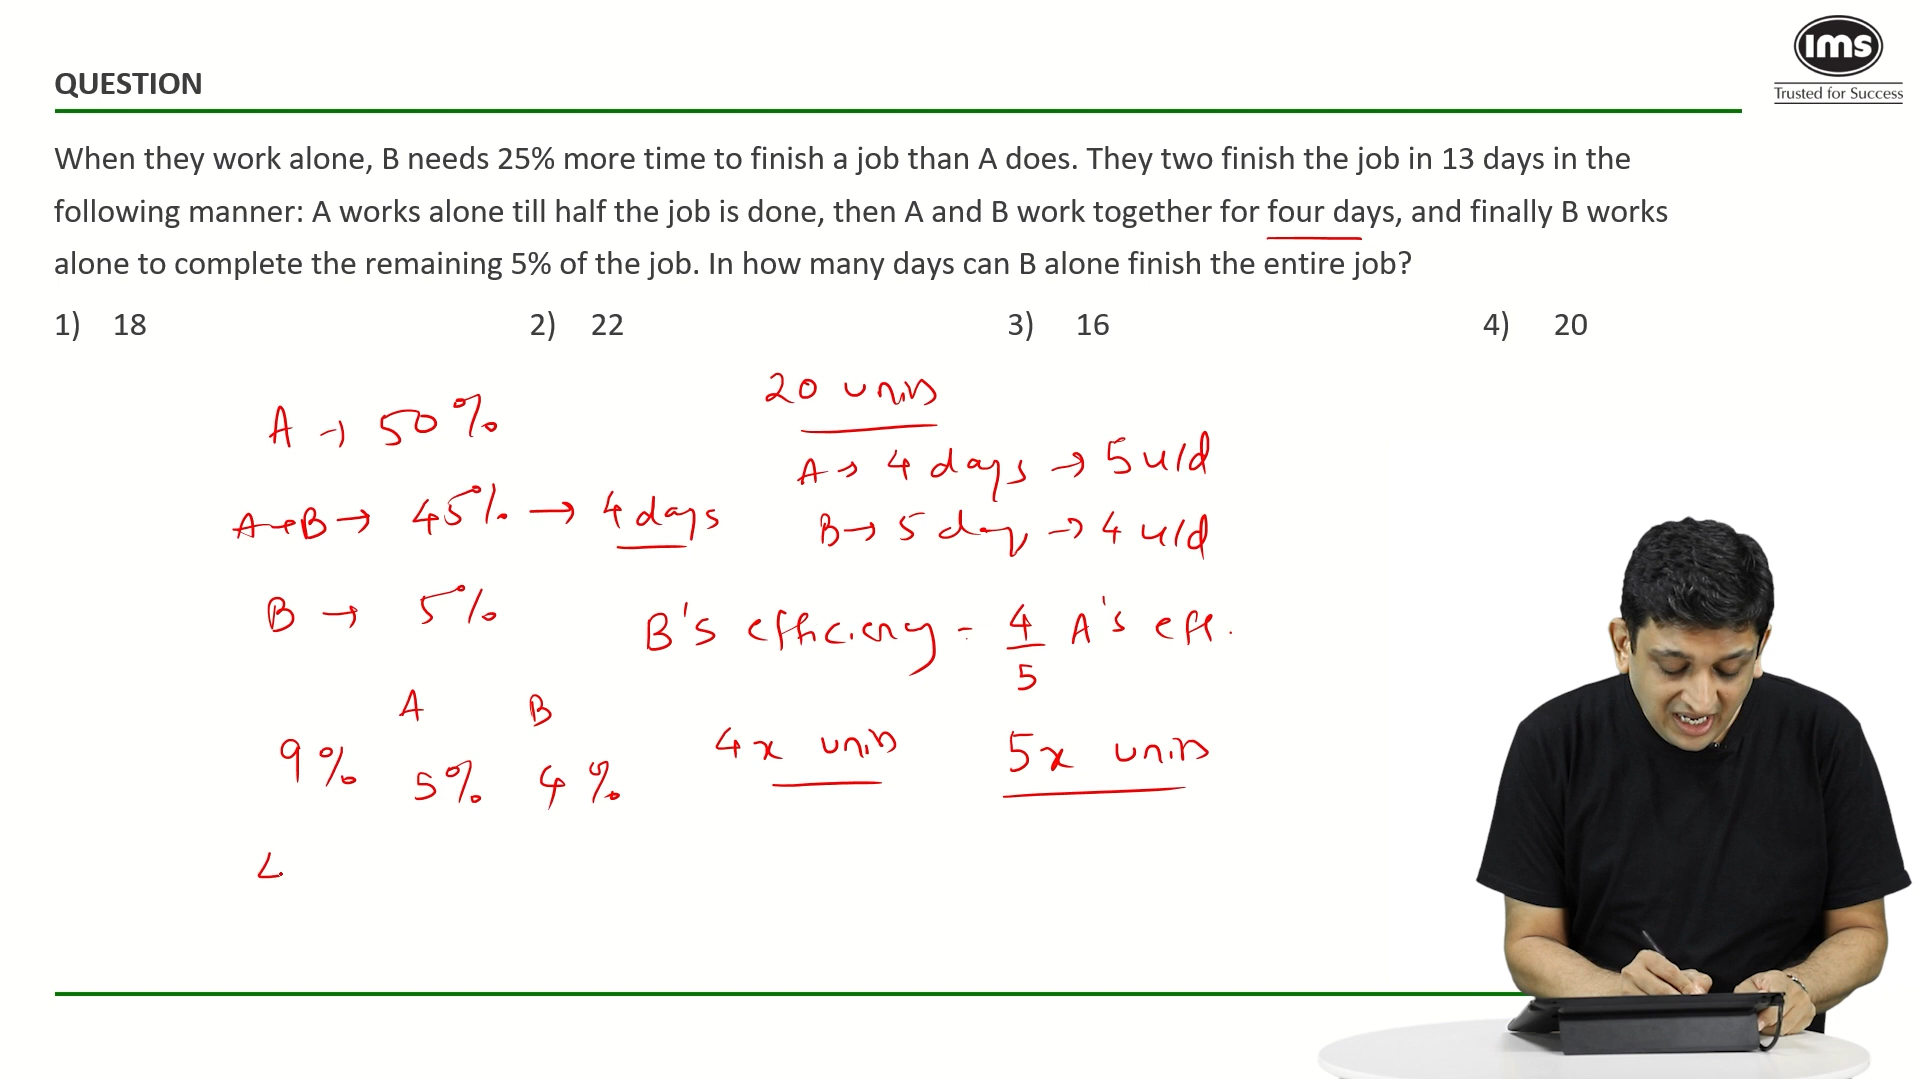 ims
Trusted for Success
QUESTION
When they work alone, B needs 25% more time to finish a job than A does. They two finish the job in 13 days in the
following manner: A works alone till half the job is done, then A and B work together for four days, and finally B works
alone to complete the remaining 5% of the job. In how many days can B alone finish the entire job?
1) 18 2) 22 3) 16 4) 20
20 units
A → 50%
A → 4 days → 5 u/d
A+B → 45% → 4 days
B → 5 day → 4 u/d
B → 5%
B's efficiency = 4/5 A's eff.
A B
9% 5% 4%
4x units 5x units